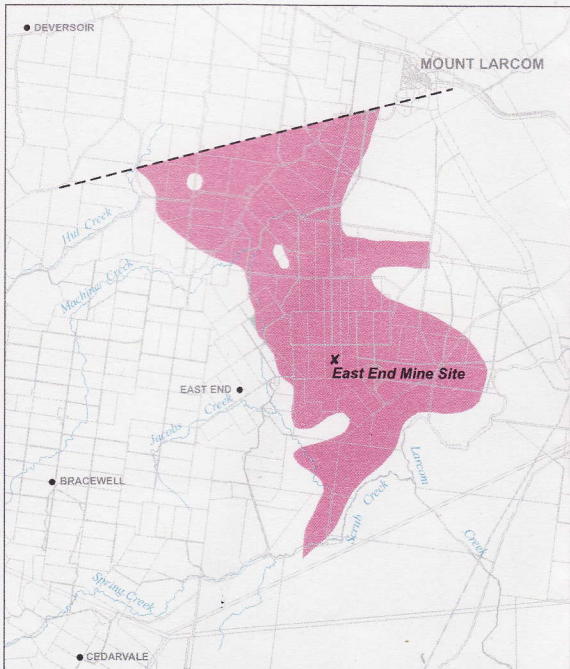 DEVERSOIR
MOUNT LARCOM
Hut Creek
Machine Creek
X
East End Mine Site
EAST END
Jacobs Creek
Larcom Creek
BRACEWELL
Scrub Creek
Spring Creek
CEDARVALE